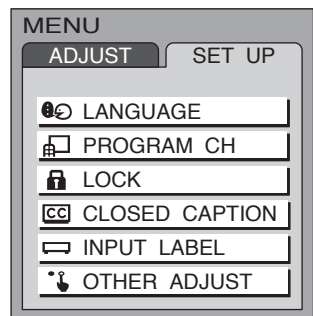 MENU
ADJUST SET UP
LANGUAGE
PROGRAM CH
LOCK
CC CLOSED CAPTION
INPUT LABEL
OTHER ADJUST